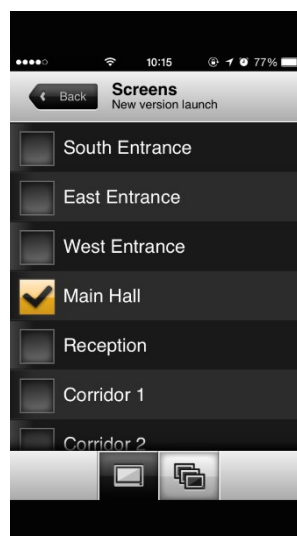 10:15 77%
Back
Screens
New version launch
South Entrance
East Entrance
West Entrance
Main Hall
Reception
Corridor 1
Corridor 2